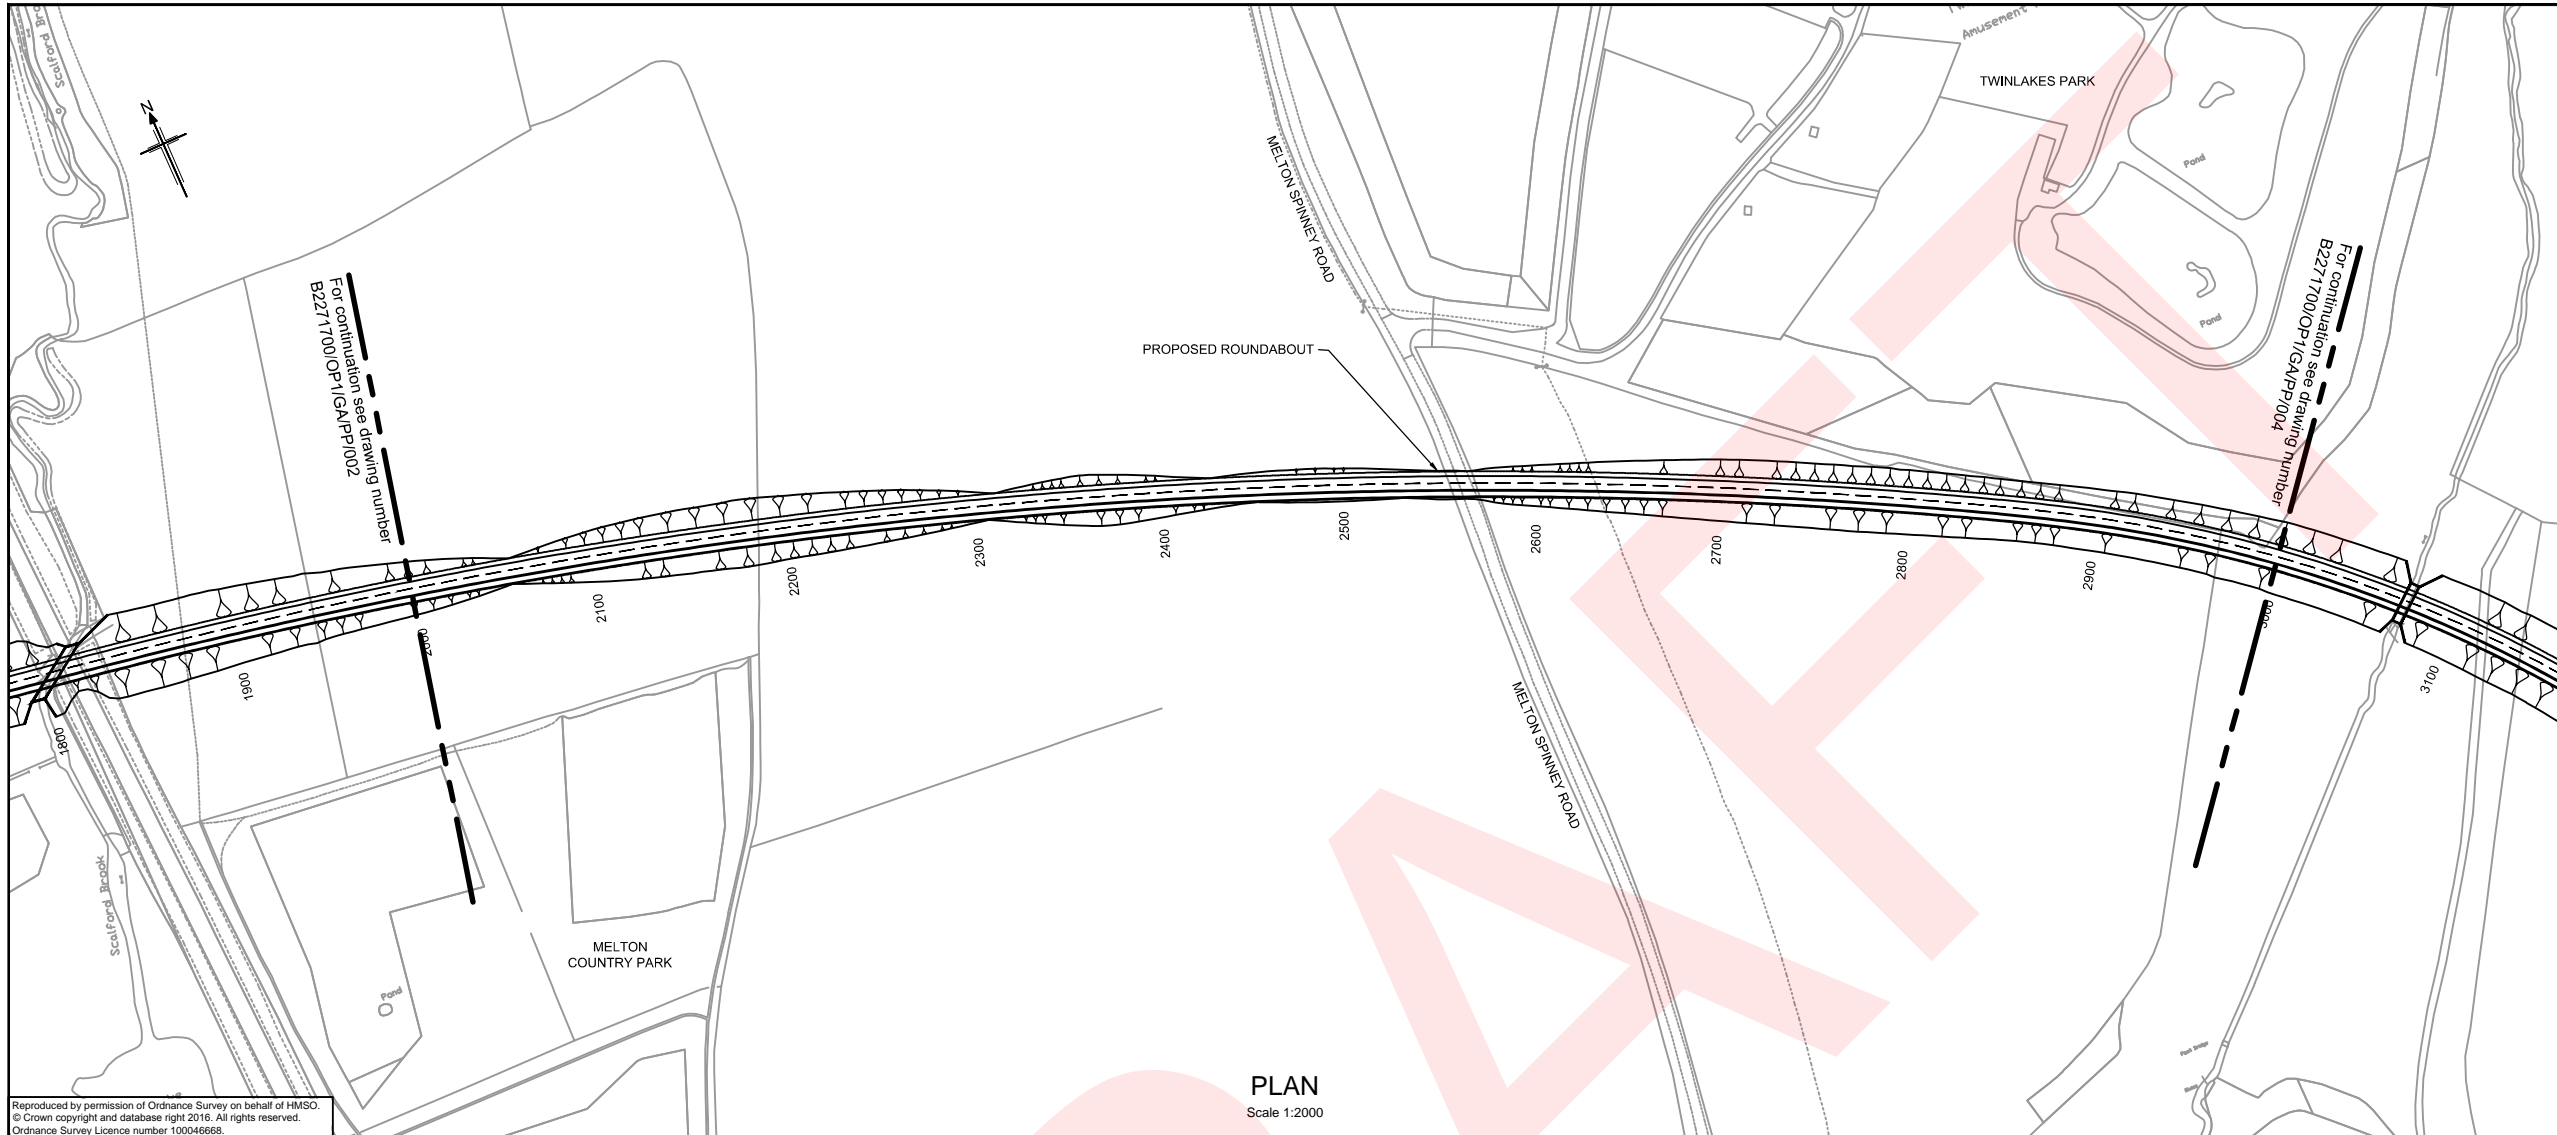 Scalford Bro
Amusement
TWINLAKES PARK
N
Pond
Pond
MELTON SPINNEY ROAD
For continuation see drawing number
B2271700/OP1/GA/PP/002
For continuation see drawing number
B2271700/OP1/GA/PP/004
PROPOSED ROUNDABOUT
1800
1900
2000
2100
2200
2300
2400
2500
2600
2700
2800
2900
3000
3100
MELTON SPINNEY ROAD
Scalford Brook
MELTON
COUNTRY PARK
Pond
PLAN
Scale 1:2000
Reproduced by permission of Ordnance Survey on behalf of HMSO.
© Crown copyright and database right 2016. All rights reserved.
Ordnance Survey Licence number 100046668.